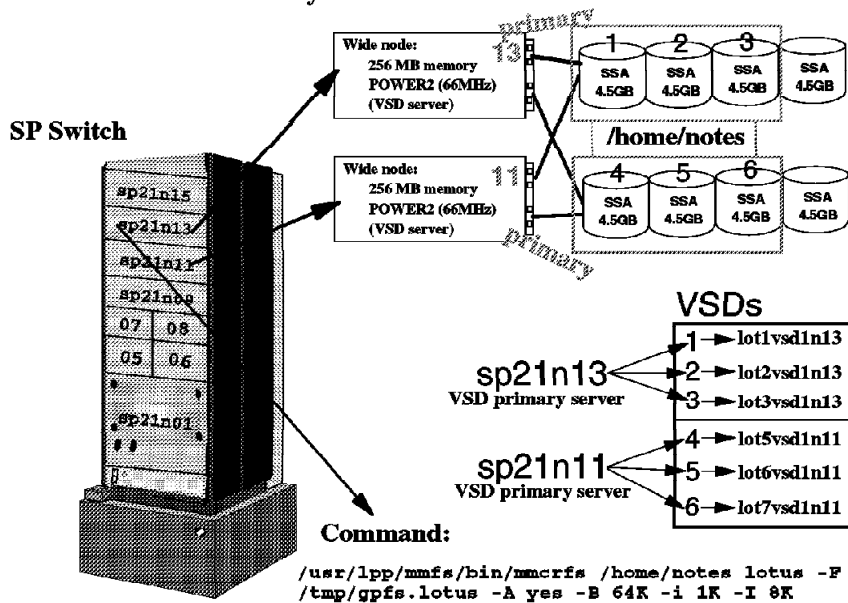 primary
Wide node:
256 MB memory
POWER2 (66MHz)
(VSD server)
13
1 2 3
SSA 4.5GB
SSA 4.5GB
SSA 4.5GB
SSA 4.5GB
/home/notes
SP Switch
Wide node:
256 MB memory
POWER2 (66MHz)
(VSD server)
11
primary
4 5 6
SSA 4.5GB
SSA 4.5GB
SSA 4.5GB
SSA 4.5GB
sp21n15
sp21n13
sp21n11
sp21n09
07 08
05 06
sp21n01
VSDs
sp21n13
VSD primary server
1 lot1vsd1n13
2 lot2vsd1n13
3 lot3vsd1n13
sp21n11
VSD primary server
4 lot5vsd1n11
5 lot6vsd1n11
6 lot7vsd1n11
Command:
/usr/lpp/mmfs/bin/mmcrfs /home/notes lotus -F
/tmp/gpfs.lotus -A yes -B 64K -i 1K -I 8K